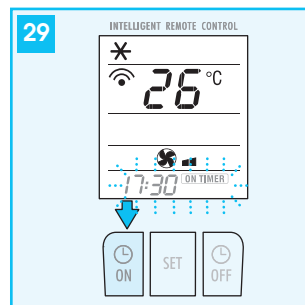 29
INTELLIGENT REMOTE CONTROL
26 °C
17:30 ON TIMER
ON SET OFF